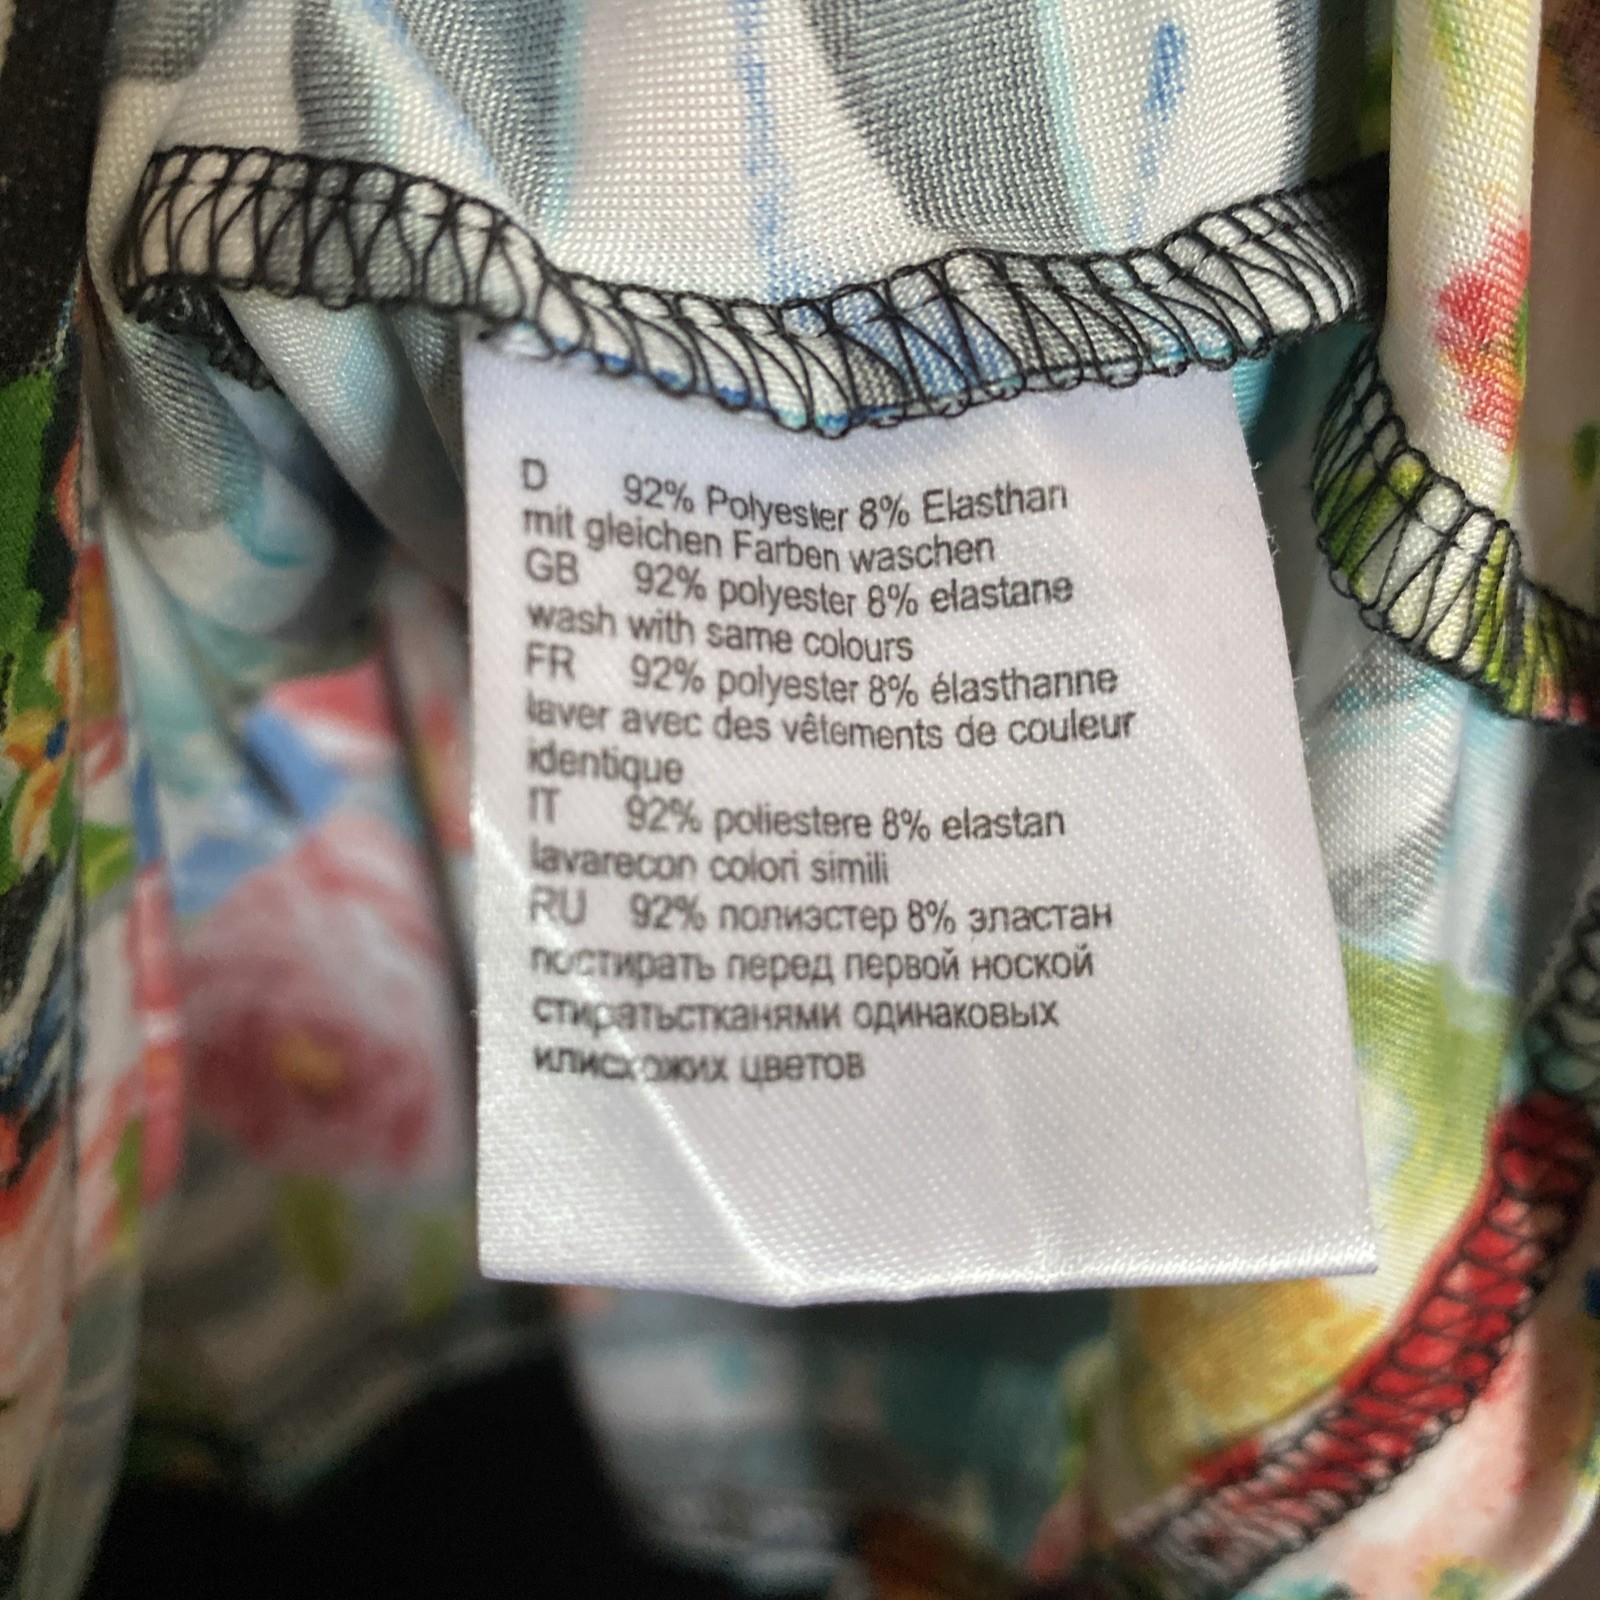 D 92% Polyester 8% Elasthan
mit gleichen Farben waschen
GB 92% polyester 8% elastane
wash with same colours
FR 92% polyester 8% élasthanne
laver avec des vêtements de couleur
identique
IT 92% poliestere 8% elastan
lavarecon colori simili
RU 92% полиэстер 8% эластан
постирать перед первой ноской
стиратьстканями одинаковых
илисхожих цветов